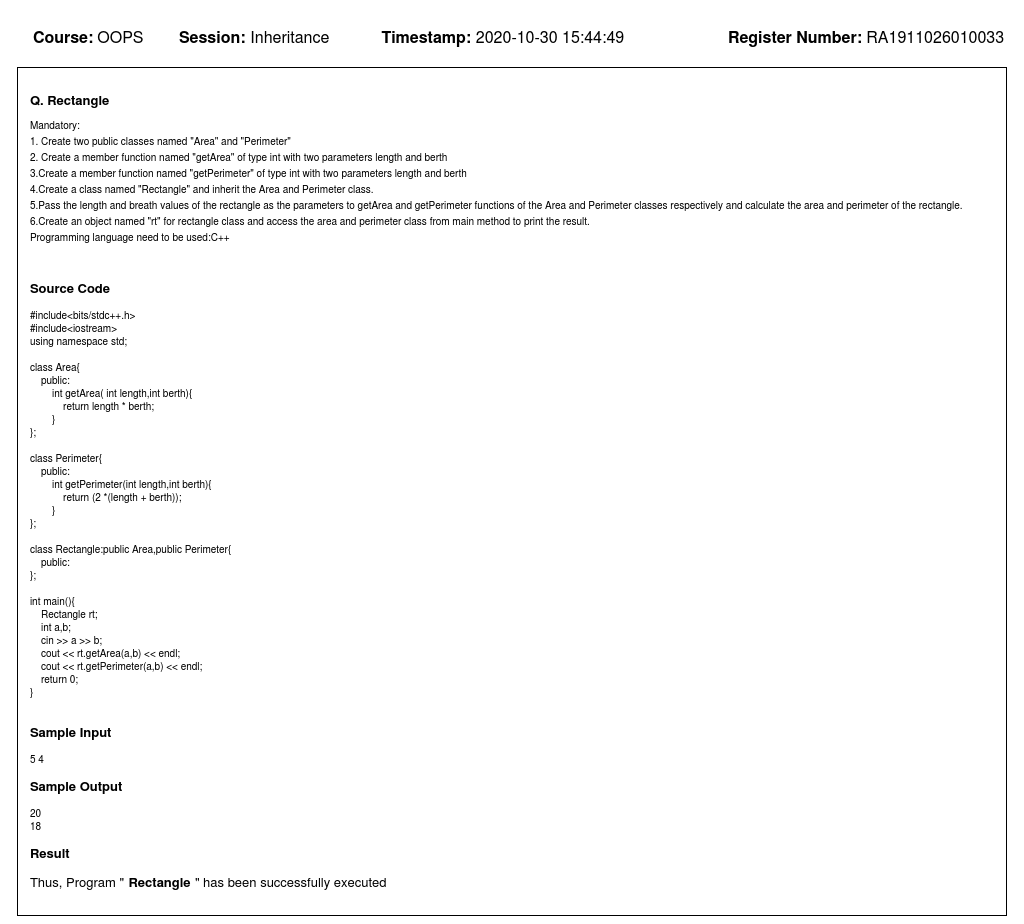 Course: OOPS Session: Inheritance Timestamp: 2020-10-30 15:44:49 Register Number: RA1911026010033
Q. Rectangle
Mandatory:
1. Create two public classes named "Area" and "Perimeter"
2. Create a member function named "getArea" of type int with two parameters length and berth
3.Create a member function named "getPerimeter" of type int with two parameters length and berth
4.Create a class named "Rectangle" and inherit the Area and Perimeter class.
5.Pass the length and breath values of the rectangle as the parameters to getArea and getPerimeter functions of the Area and Perimeter classes respectively and calculate the area and perimeter of the rectangle.
6.Create an object named "rt" for rectangle class and access the area and perimeter class from main method to print the result.
Programming language need to be used:C++
Source Code
#include<bits/stdc++.h>
#include<iostream>
using namespace std;
class Area{
public:
int getArea( int length,int berth){
return length * berth;
}
};
class Perimeter{
public:
int getPerimeter(int length,int berth){
return (2 *(length + berth));
}
};
class Rectangle:public Area,public Perimeter{
public:
};
int main(){
Rectangle rt;
int a,b;
cin >> a >> b;
cout << rt.getArea(a,b) << endl;
cout << rt.getPerimeter(a,b) << endl;
return 0;
}
Sample Input
5 4
Sample Output
20
18
Result
Thus, Program " Rectangle " has been successfully executed